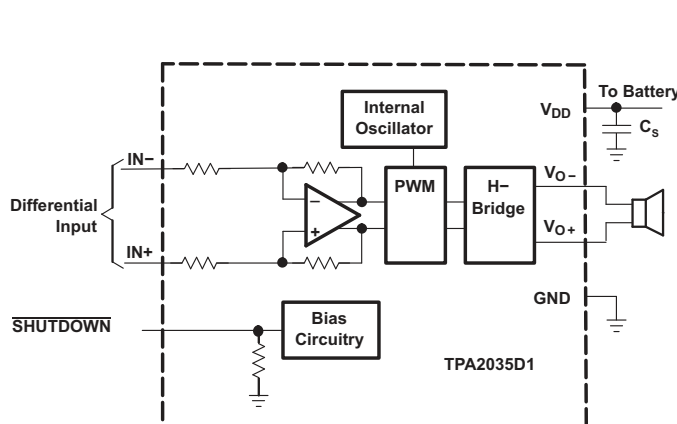 To Battery
Internal
Oscillator
VDD
CS
IN−
PWM
H−
Bridge
VO−
Differential
Input
−
+
VO+
IN+
GND
SHUTDOWN
Bias
Circuitry
TPA2035D1